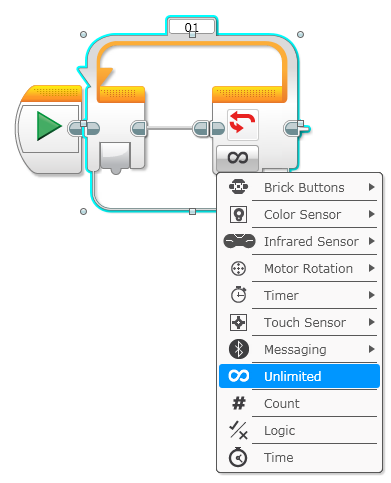 01
Brick Buttons
Color Sensor
Infrared Sensor
Motor Rotation
Timer
Touch Sensor
Messaging
Unlimited
# Count
Logic
Time